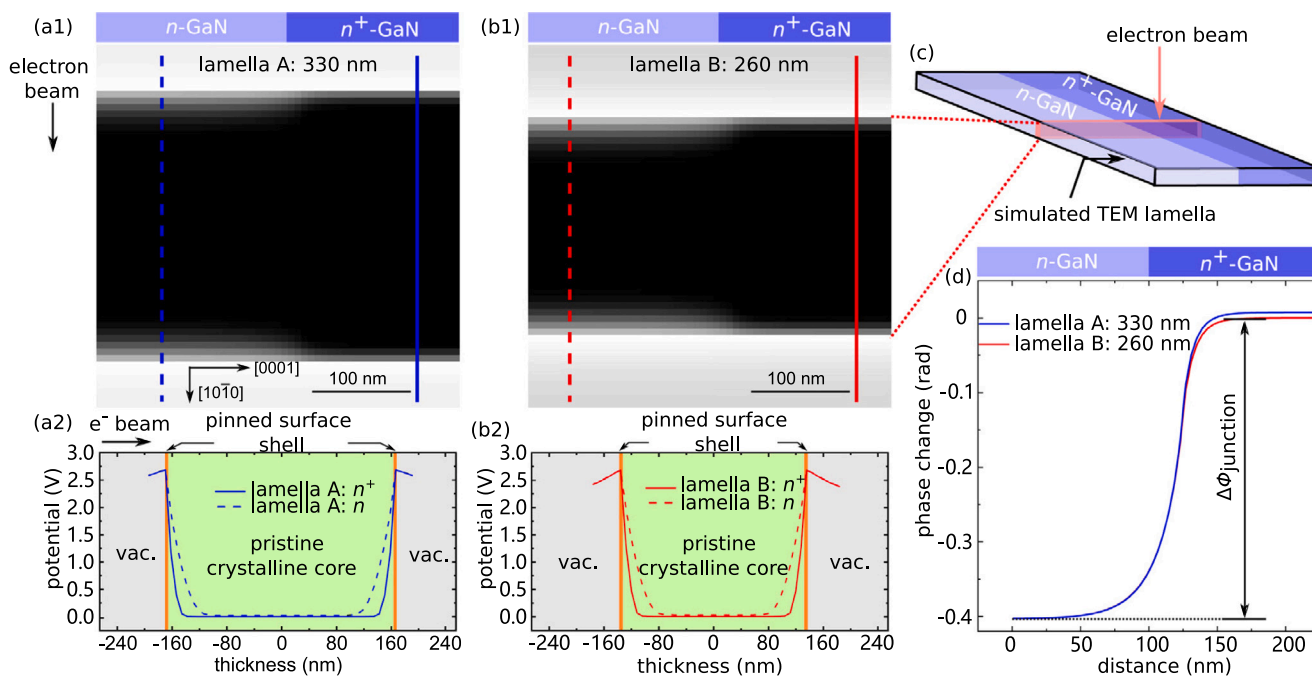 (a1)
n-GaN
n⁺-GaN
lamella A: 330 nm
electron
beam
[0001]
[101̄0]
100 nm
(b1)
n-GaN
n⁺-GaN
lamella B: 260 nm
100 nm
(c)
electron beam
n⁺-GaN
n-GaN
simulated TEM lamella
(a2)
e⁻ beam
pinned surface
shell
potential (V)
3.0
2.5
2.0
1.5
1.0
0.5
0.0
lamella A: n⁺
lamella A: n
vac.
pristine
crystalline core
vac.
-240
-160
-80
0
80
160
240
thickness (nm)
(b2)
pinned surface
shell
potential (V)
3.0
2.5
2.0
1.5
1.0
0.5
0.0
lamella B: n⁺
lamella B: n
vac.
pristine
crystalline core
vac.
-240
-160
-80
0
80
160
240
thickness (nm)
(d)
n-GaN
n⁺-GaN
phase change (rad)
0
-0.1
-0.2
-0.3
-0.4
lamella A: 330 nm
lamella B: 260 nm
ΔΦjunction
0
50
100
150
200
distance (nm)